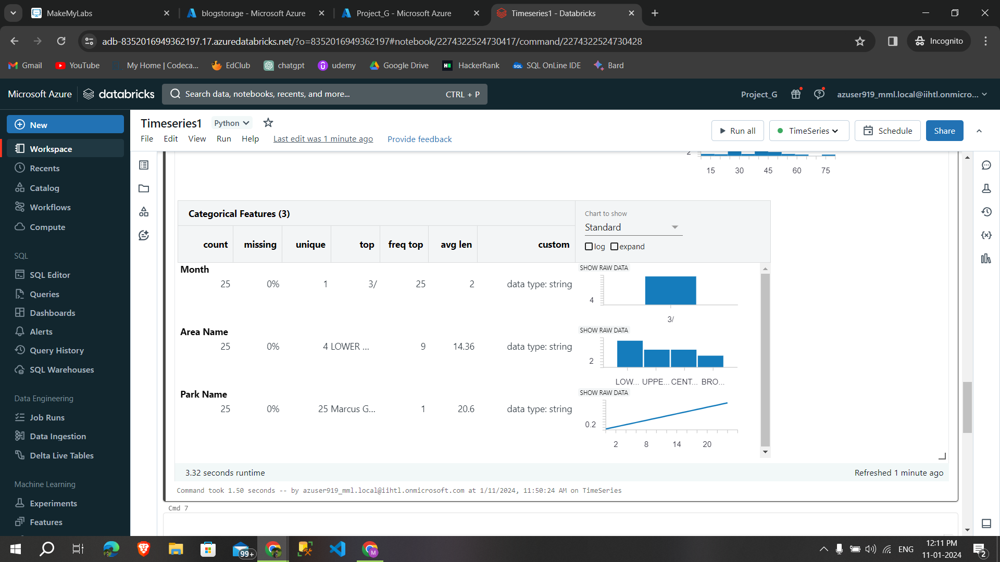 MakeMyLabs
blogstorage - Microsoft Azure
Project_G - Microsoft Azure
Timeseries1 - Databricks
adb-8352016949362197.17.azuredatabricks.net/?o=8352016949362197#notebook/2274322524730417/command/2274322524730428
Incognito
Gmail
YouTube
My Home | Codeca...
EdClub
chatgpt
udemy
Google Drive
HackerRank
SQL OnLine IDE
Bard
Microsoft Azure
databricks
Search data, notebooks, recents, and more...
CTRL + P
Project_G
azuser919_mml.local@iihtl.onmicro...
New
Workspace
Recents
Catalog
Workflows
Compute
SQL
SQL Editor
Queries
Dashboards
Alerts
Query History
SQL Warehouses
Data Engineering
Job Runs
Data Ingestion
Delta Live Tables
Machine Learning
Experiments
Features
Timeseries1
Python
File Edit View Run Help
Last edit was 1 minute ago
Provide feedback
Run all
TimeSeries
Schedule
Share
2
15 30 45 60 75
Categorical Features (3)
Chart to show
Standard
log expand
count missing unique top freq top avg len custom
Month
25 0% 1 3/ 25 2 data type: string
SHOW RAW DATA
4
3/
Area Name
25 0% 4 LOWER ... 9 14.36 data type: string
SHOW RAW DATA
2
LOW... UPPE... CENT... BRO...
Park Name
25 0% 25 Marcus G... 1 20.6 data type: string
SHOW RAW DATA
0.2
2 8 14 20
3.32 seconds runtime
Refreshed 1 minute ago
Command took 1.50 seconds -- by azuser919_mml.local@iihtl.onmicrosoft.com at 1/11/2024, 11:50:24 AM on TimeSeries
Cmd 7
99+
M
ENG
12:11 PM
11-01-2024
2